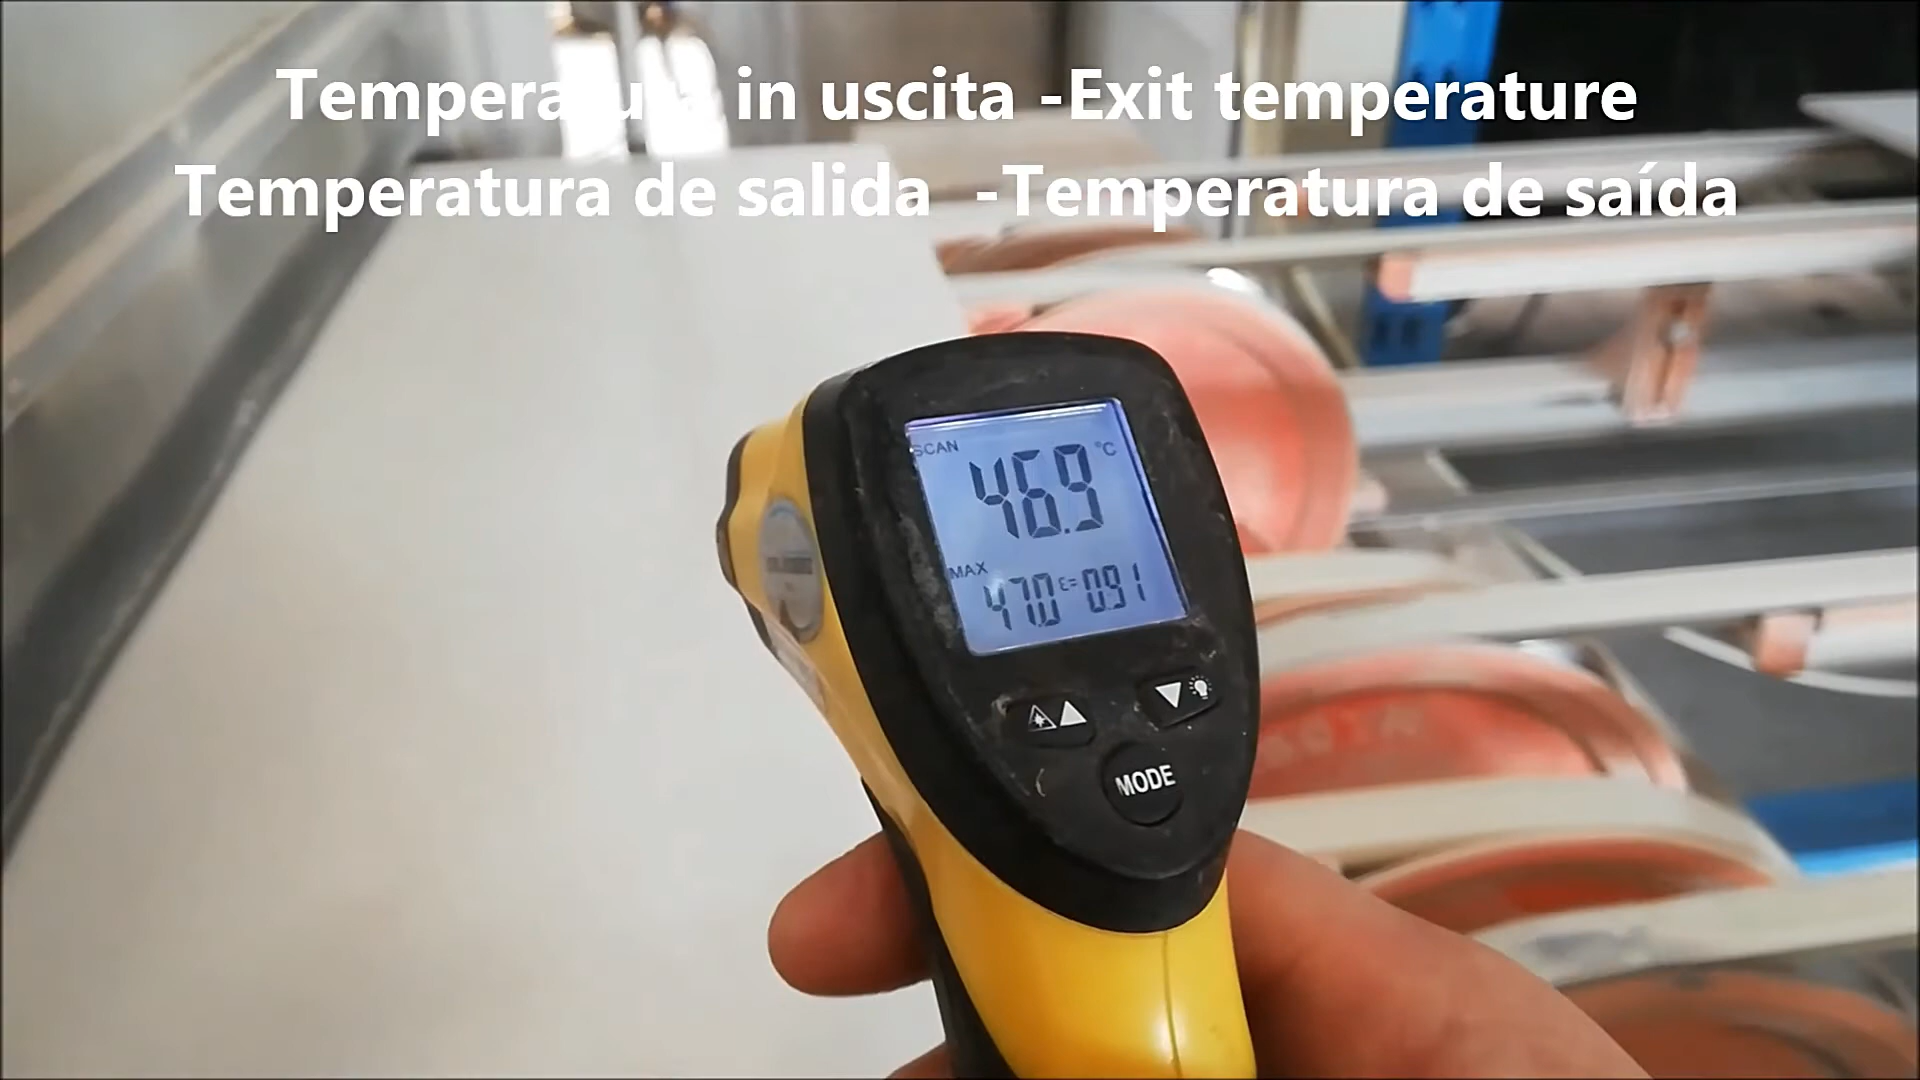 Temperatura in uscita -Exit temperature
Temperatura de salida -Temperatura de saída
SCAN
46.9 °C
MAX
47.0 ε= 0.91
MODE